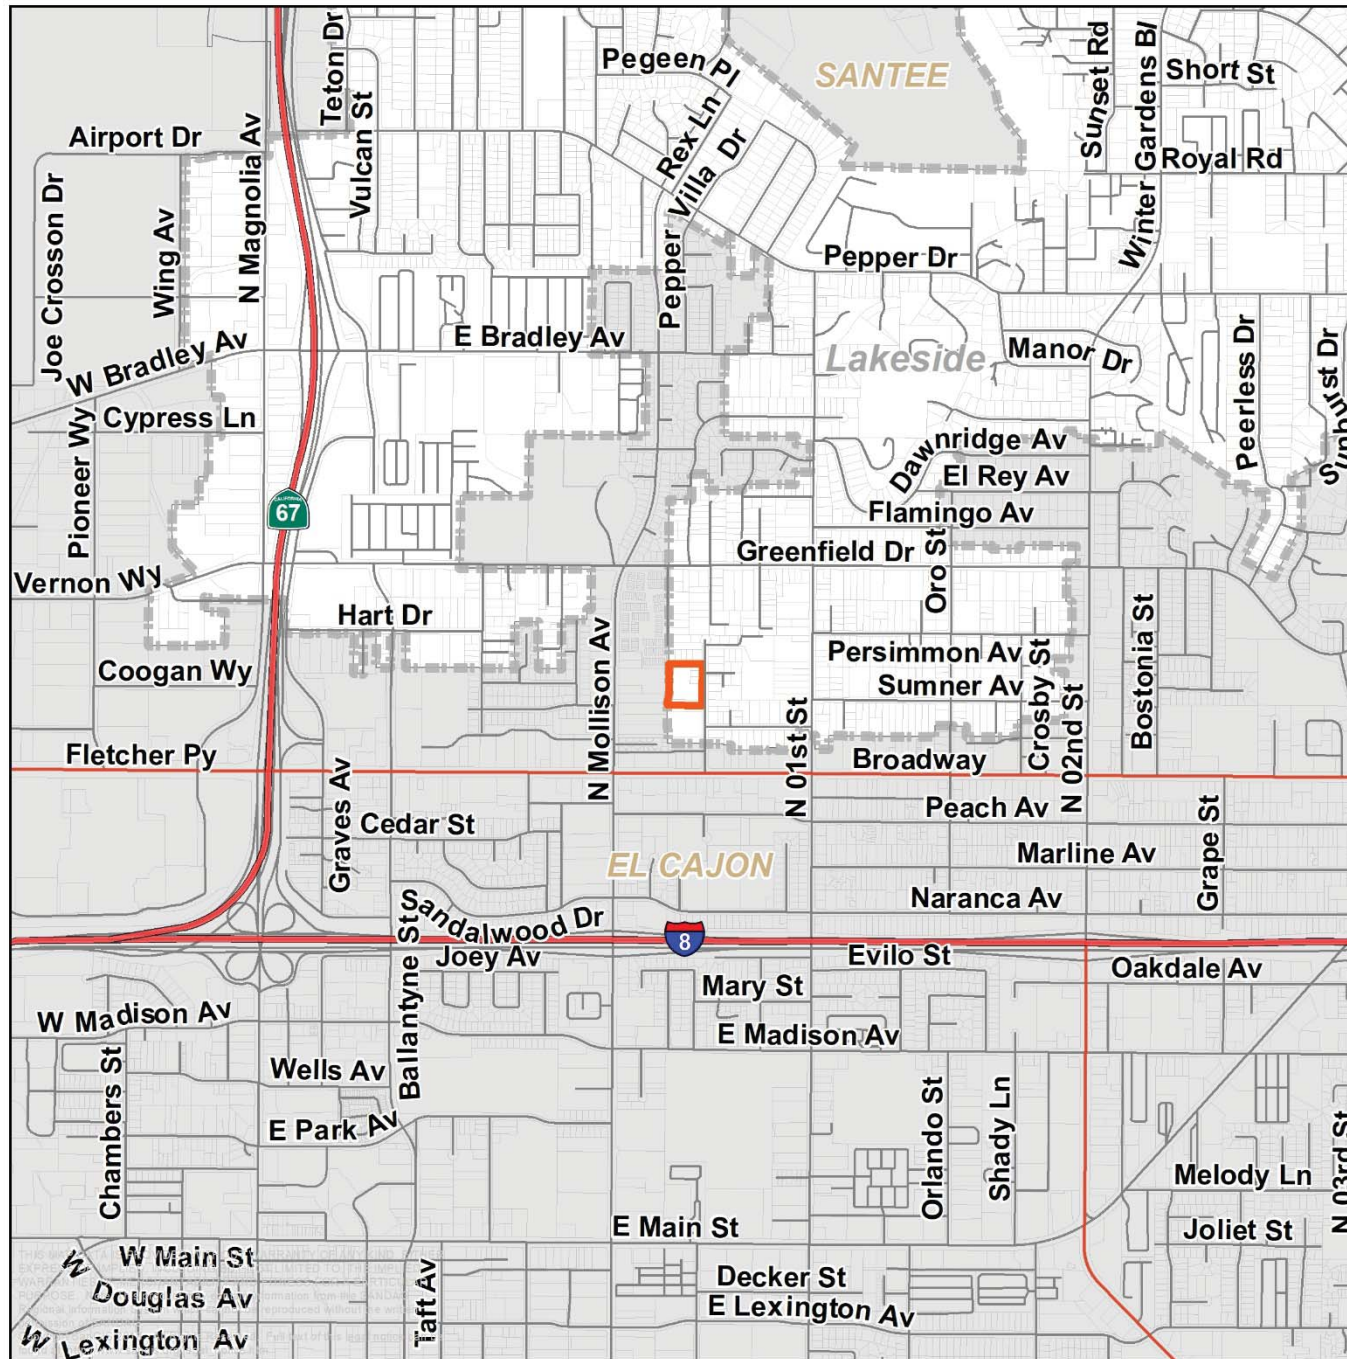 Teton Dr
Vulcan St
Pegeen Pl
SANTEE
Sunset Rd
Winter Gardens Bl
Short St
Airport Dr
N Magnolia Av
Rex Ln
Villa Dr
Royal Rd
Joe Crosson Dr
Wing Av
Pepper
Pepper Dr
E Bradley Av
Lakeside
Manor Dr
Peerless Dr
Sunburst Dr
W Bradley Av
Cypress Ln
Pioneer Wy
Dawnridge Av
El Rey Av
CALIFORNIA
67
Flamingo Av
Greenfield Dr
Oro St
Vernon Wy
Hart Dr
N Mollison Av
Bostonia St
Persimmon Av
Crosby St
Coogan Wy
Sumner Av
N 02nd St
N 01st St
Fletcher Py
Broadway
Graves Av
Peach Av
Grape St
Cedar St
EL CAJON
Marline Av
Naranca Av
Sandalwood Dr
8
Joey Av
Evilo St
Oakdale Av
Ballantyne St
Mary St
W Madison Av
E Madison Av
Chambers St
Wells Av
Orlando St
Shady Ln
E Park Av
N 03rd St
Melody Ln
E Main St
Joliet St
W Main St
Taft Av
Decker St
W Douglas Av
E Lexington Av
W Lexington Av